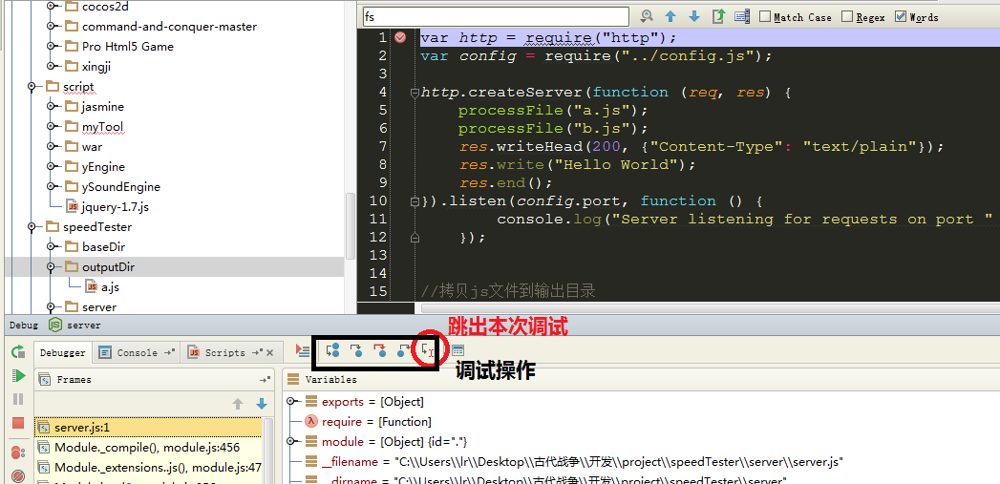 cocos2d
command-and-conquer-master
Pro Html5 Game
xingji
script
jasmine
myTool
war
yEngine
ySoundEngine
jquery-1.7.js
speedTester
baseDir
outputDir
a.js
server
fs
Match Case
Regex
Words
1 var http = require("http");
2 var config = require("../config.js");
3
4 http.createServer(function (req, res) {
5 processFile("a.js");
6 processFile("b.js");
7 res.writeHead(200, {"Content-Type": "text/plain"});
8 res.write("Hello World");
9 res.end();
10 }).listen(config.port, function () {
11 console.log("Server listening for requests on port "
12 });
13
14
15 //拷贝js文件到输出目录
Debug server
跳出本次调试
Debugger
Console
Scripts
调试操作
Frames
server.js:1
Module._compile(), module.js:456
Module._extensions..js(), module.js:47
Variables
exports = [Object]
require = [Function]
module = [Object] {id="."}
__filename = "C:\\Users\\lr\\Desktop\\古代战争\\开发\\project\\speedTester\\server\\server.js"
__dirname = "C:\\Users\\lr\\Desktop\\古代战争\\开发\\project\\speedTester\\server"